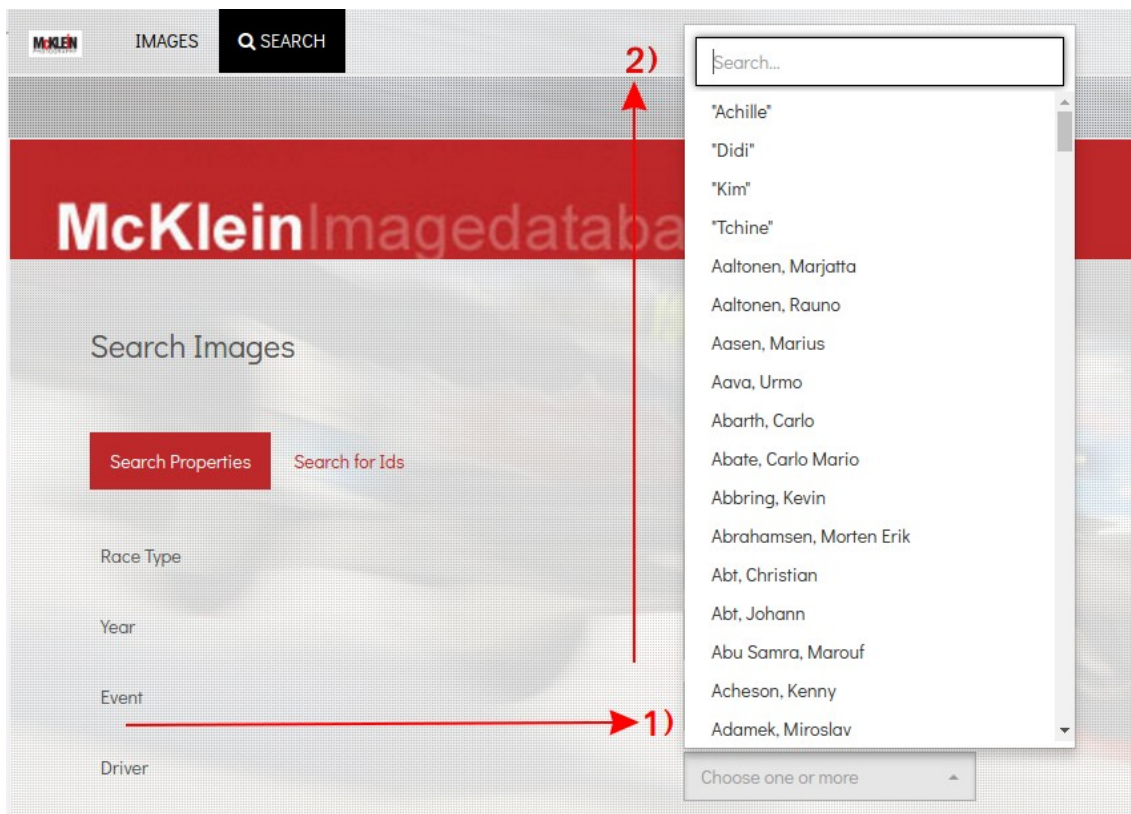 McKLEIN
IMAGES
SEARCH
2)
Search...
"Achille"
"Didi"
"Kim"
"Tchine"
Aaltonen, Marjatta
Aaltonen, Rauno
Aasen, Marius
Aava, Urmo
Abarth, Carlo
Abate, Carlo Mario
Abbring, Kevin
Abrahamsen, Morten Erik
Abt, Christian
Abt, Johann
Abu Samra, Marouf
Acheson, Kenny
Adamek, Miroslav
McKleinImagedataba
Search Images
Search Properties
Search for Ids
Race Type
Year
Event
1)
Driver
Choose one or more